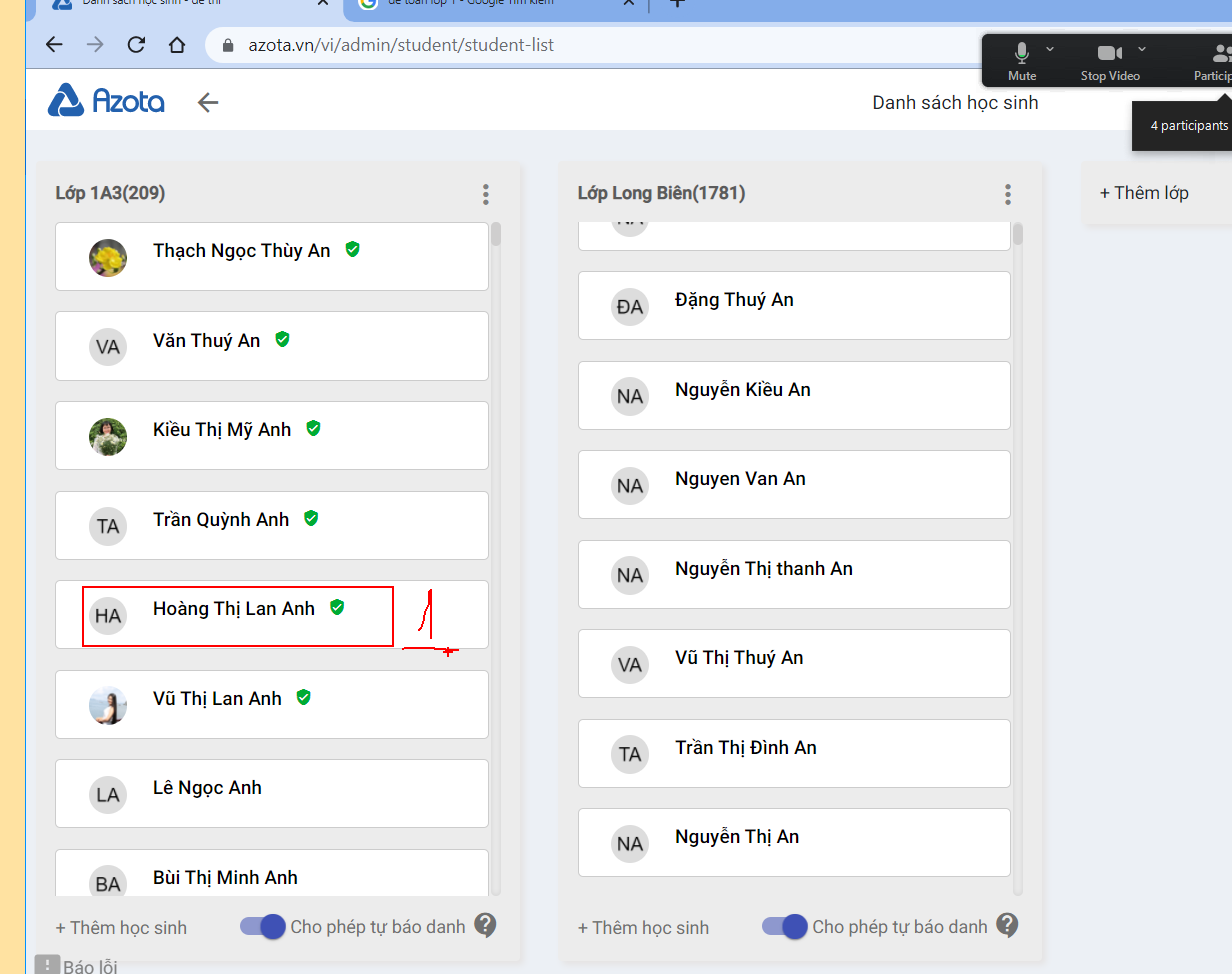 azota.vn/vi/admin/student/student-list
Mute
Stop Video
Azota
Danh sách học sinh
4 participants
Lớp 1A3(209)
Thạch Ngọc Thùy An
VA
Văn Thuý An
Kiều Thị Mỹ Anh
TA
Trần Quỳnh Anh
HA
Hoàng Thị Lan Anh
1
Vũ Thị Lan Anh
LA
Lê Ngọc Anh
BA
Bùi Thị Minh Anh
+ Thêm học sinh
Cho phép tự báo danh
Báo lỗi
Lớp Long Biên(1781)
ĐA
Đặng Thuý An
NA
Nguyễn Kiều An
NA
Nguyen Van An
NA
Nguyễn Thị thanh An
VA
Vũ Thị Thuý An
TA
Trần Thị Đình An
NA
Nguyễn Thị An
+ Thêm học sinh
Cho phép tự báo danh
+ Thêm lớp